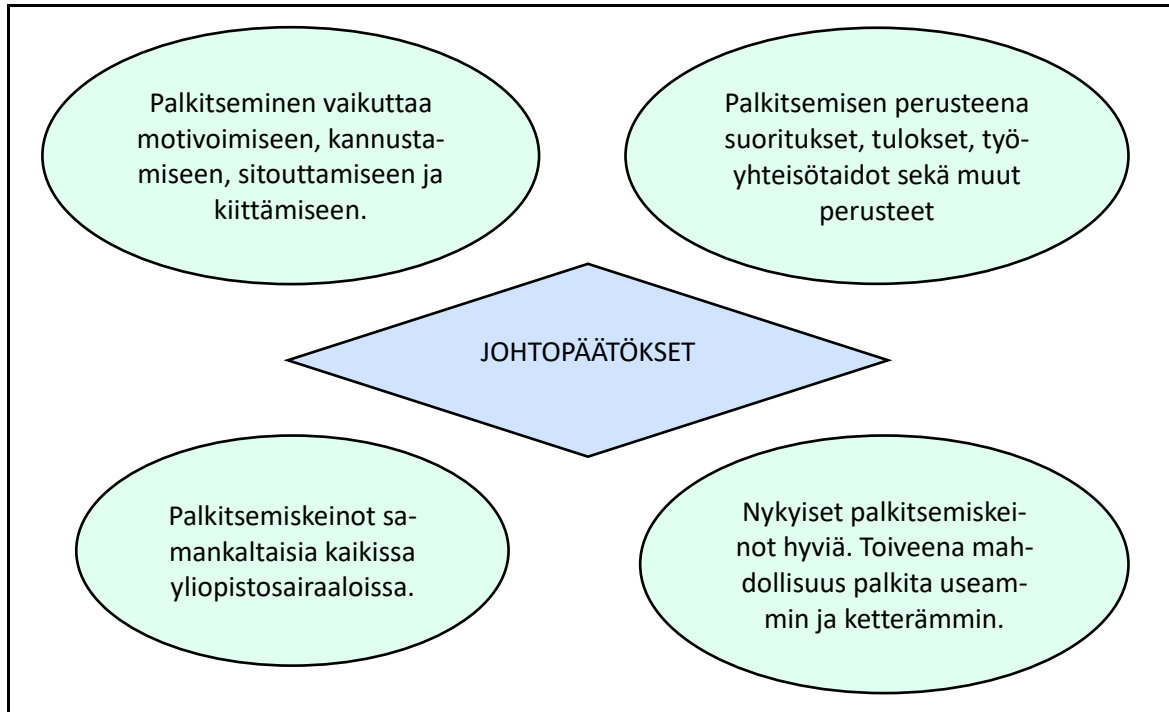 Palkitseminen vaikuttaa
motivoimiseen, kannusta-
miseen, sitouttamiseen ja
kiittämiseen.
Palkitsemisen perusteena
suoritukset, tulokset, työ-
yhteisötaidot sekä muut
perusteet
JOHTOPÄÄTÖKSET
Palkitsemiskeinot sa-
mankaltaisia kaikissa
yliopistosairaaloissa.
Nykyiset palkitsemiskei-
not hyviä. Toiveena mah-
dollisuus palkita useam-
min ja ketterämmin.